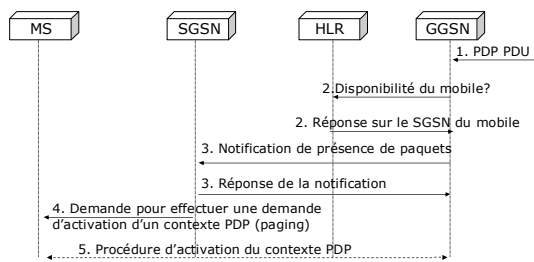 MS SGSN HLR GGSN
1. PDP PDU
2.Disponibilité du mobile?
2. Réponse sur le SGSN du mobile
3. Notification de présence de paquets
3. Réponse de la notification
4. Demande pour effectuer une demande
d'activation d'un contexte PDP (paging)
5. Procédure d'activation du contexte PDP